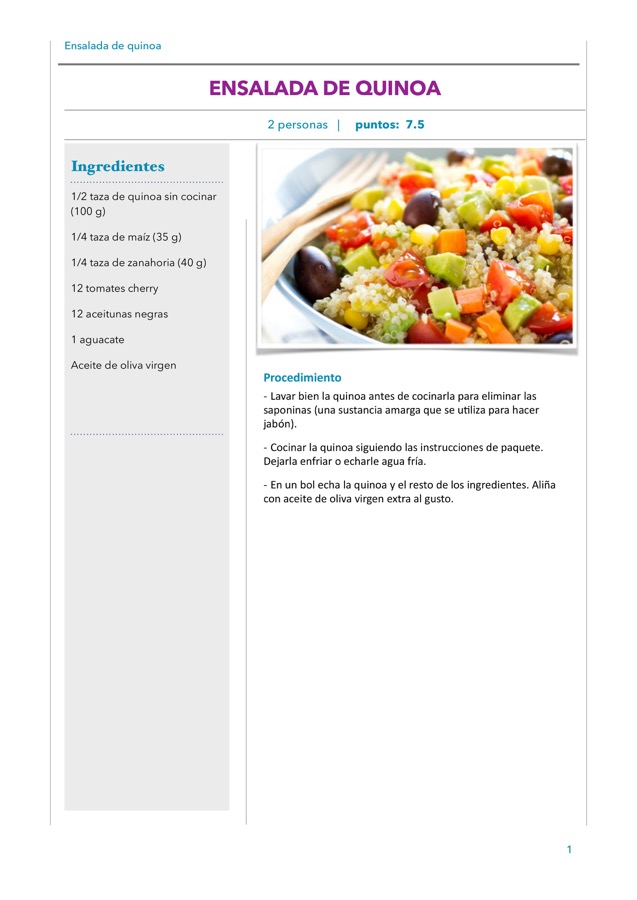 Ensalada de quinoa
ENSALADA DE QUINOA
2 personas | puntos: 7.5
Ingredientes
1/2 taza de quinoa sin cocinar
(100 g)
1/4 taza de maíz (35 g)
1/4 taza de zanahoria (40 g)
12 tomates cherry
12 aceitunas negras
1 aguacate
Aceite de oliva virgen
Procedimiento
- Lavar bien la quinoa antes de cocinarla para eliminar las
saponinas (una sustancia amarga que se utiliza para hacer
jabón).
- Cocinar la quinoa siguiendo las instrucciones de paquete.
Dejarla enfriar o echarle agua fría.
- En un bol echa la quinoa y el resto de los ingredientes. Aliña
con aceite de oliva virgen extra al gusto.
1